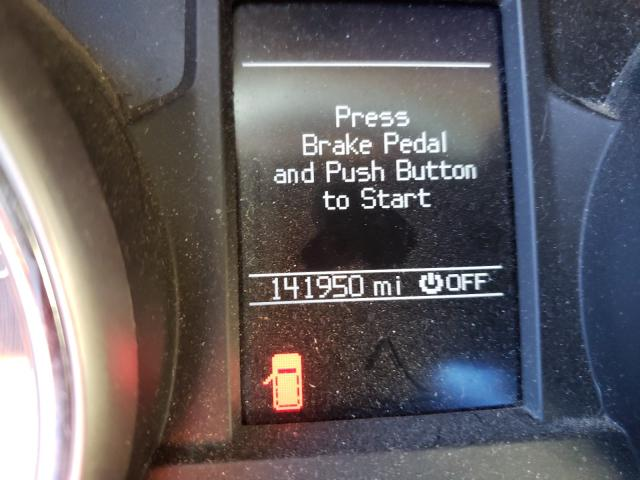 Press
Brake Pedal
and Push Button
to Start
141950 mi OFF